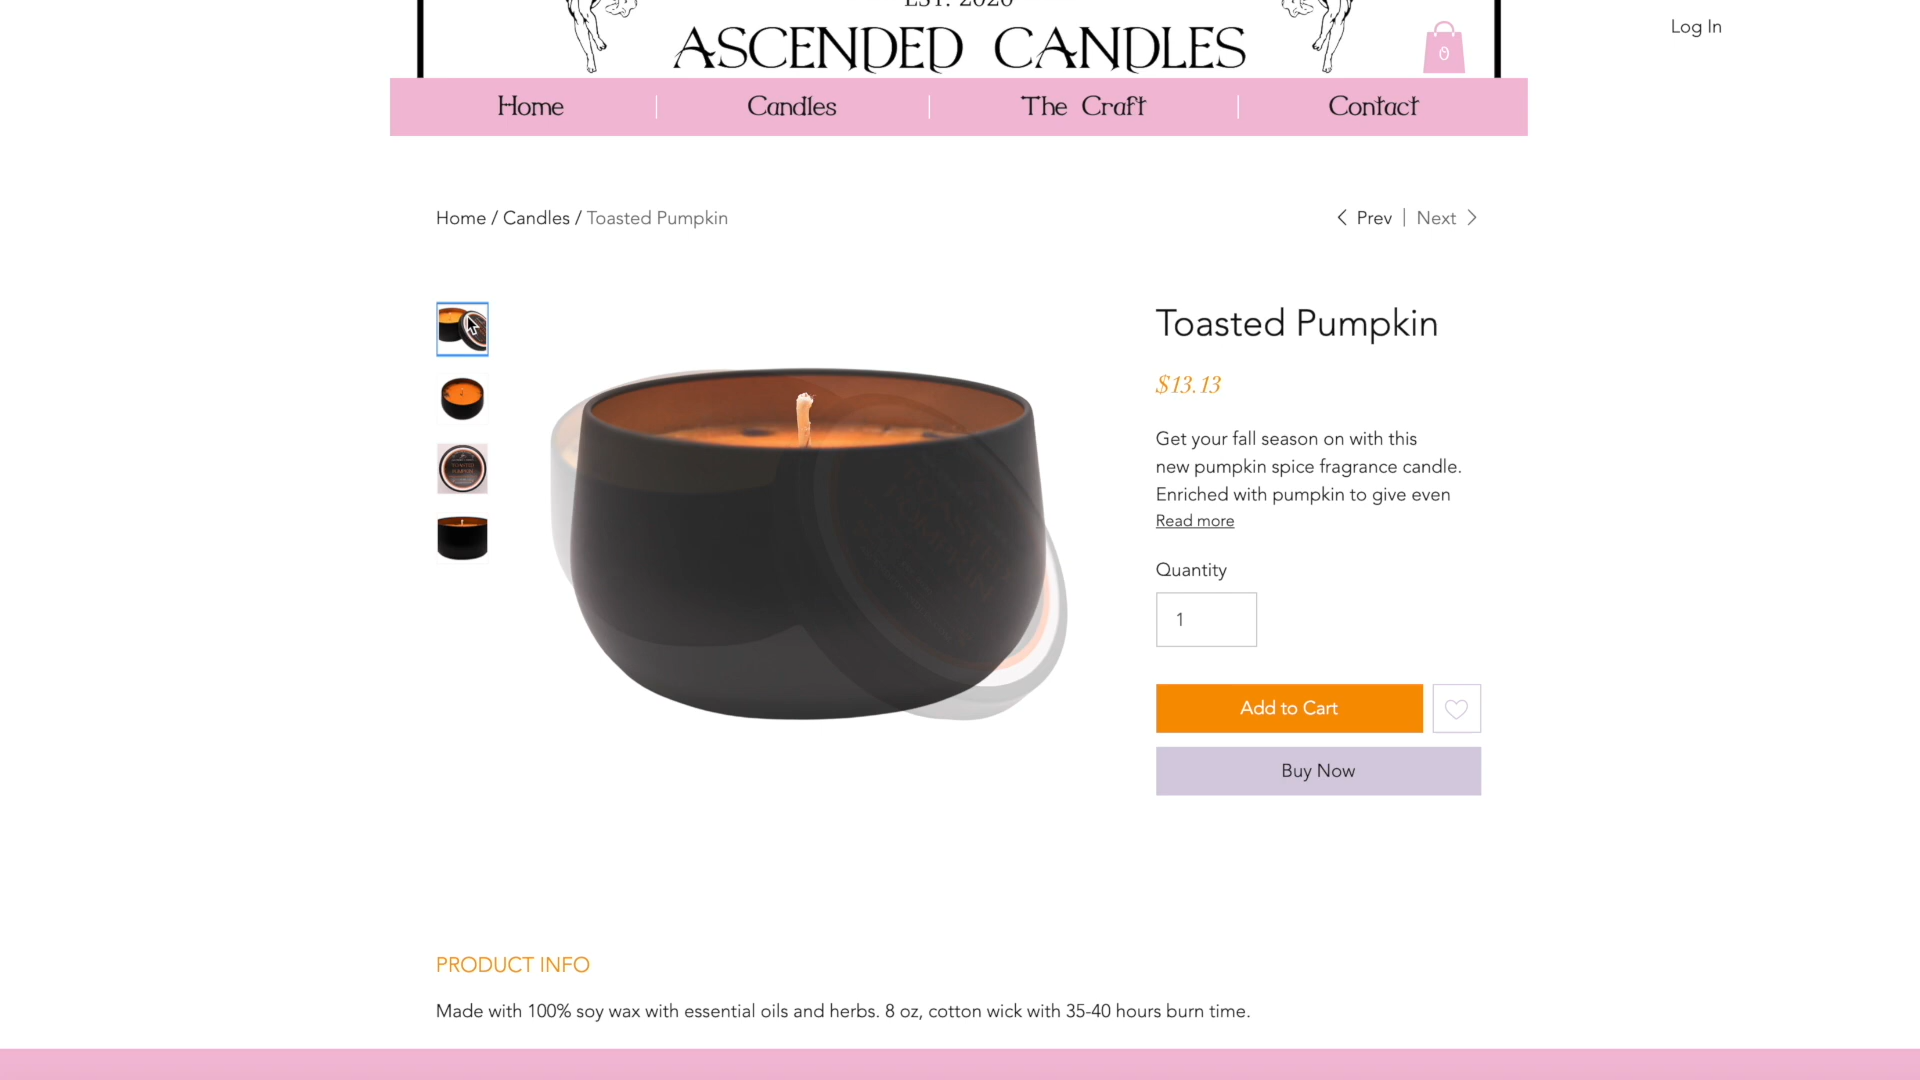 EST. 2020
ASCENDED CANDLES
0
Log In
Home
Candles
The Craft
Contact
Home / Candles / Toasted Pumpkin
Prev | Next
Toasted Pumpkin
$13.13
Get your fall season on with this
new pumpkin spice fragrance candle.
Enriched with pumpkin to give even
Read more
Quantity
1
Add to Cart
Buy Now
PRODUCT INFO
Made with 100% soy wax with essential oils and herbs. 8 oz, cotton wick with 35-40 hours burn time.